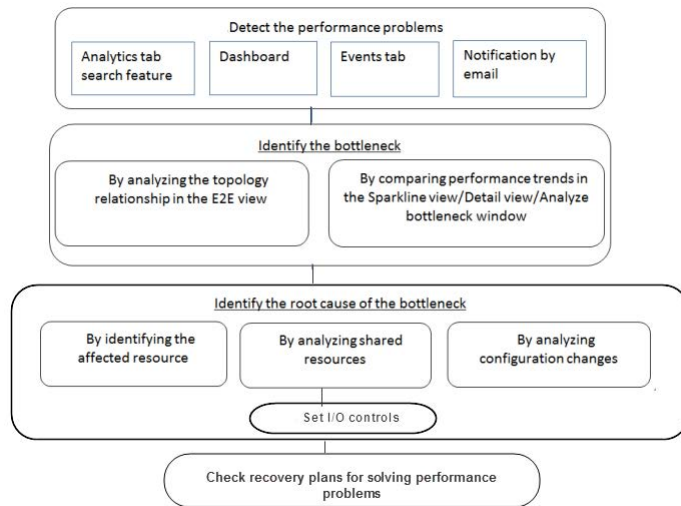 Detect the performance problems
Analytics tab
search feature
Dashboard
Events tab
Notification by
email
Identify the bottleneck
By analyzing the topology
relationship in the E2E view
By comparing performance trends in
the Sparkline view/Detail view/Analyze
bottleneck window
Identify the root cause of the bottleneck
By identifying the
affected resource
By analyzing shared
resources
By analyzing
configuration changes
Set I/O controls
Check recovery plans for solving performance
problems